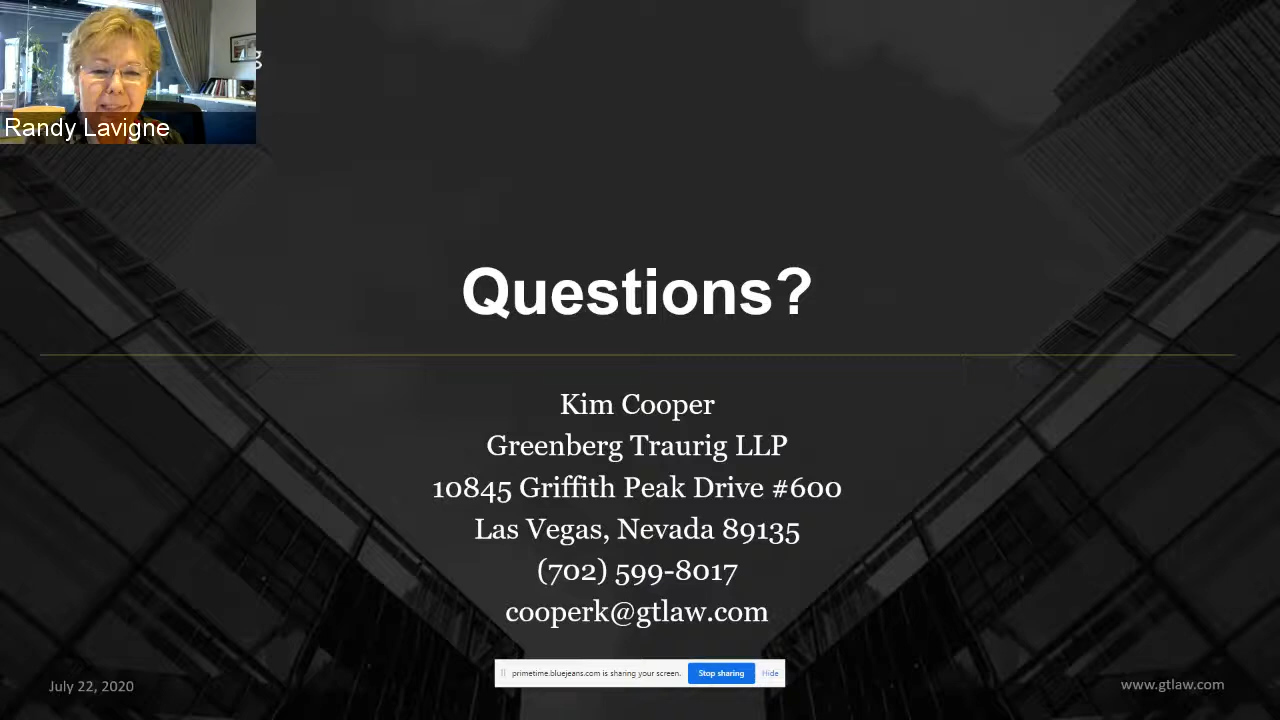 Randy Lavigne
g
Questions?
Kim Cooper
Greenberg Traurig LLP
10845 Griffith Peak Drive #600
Las Vegas, Nevada 89135
(702) 599-8017
cooperk@gtlaw.com
primetime.bluejeans.com is sharing your screen. Stop sharing Hide
July 22, 2020 www.gtlaw.com